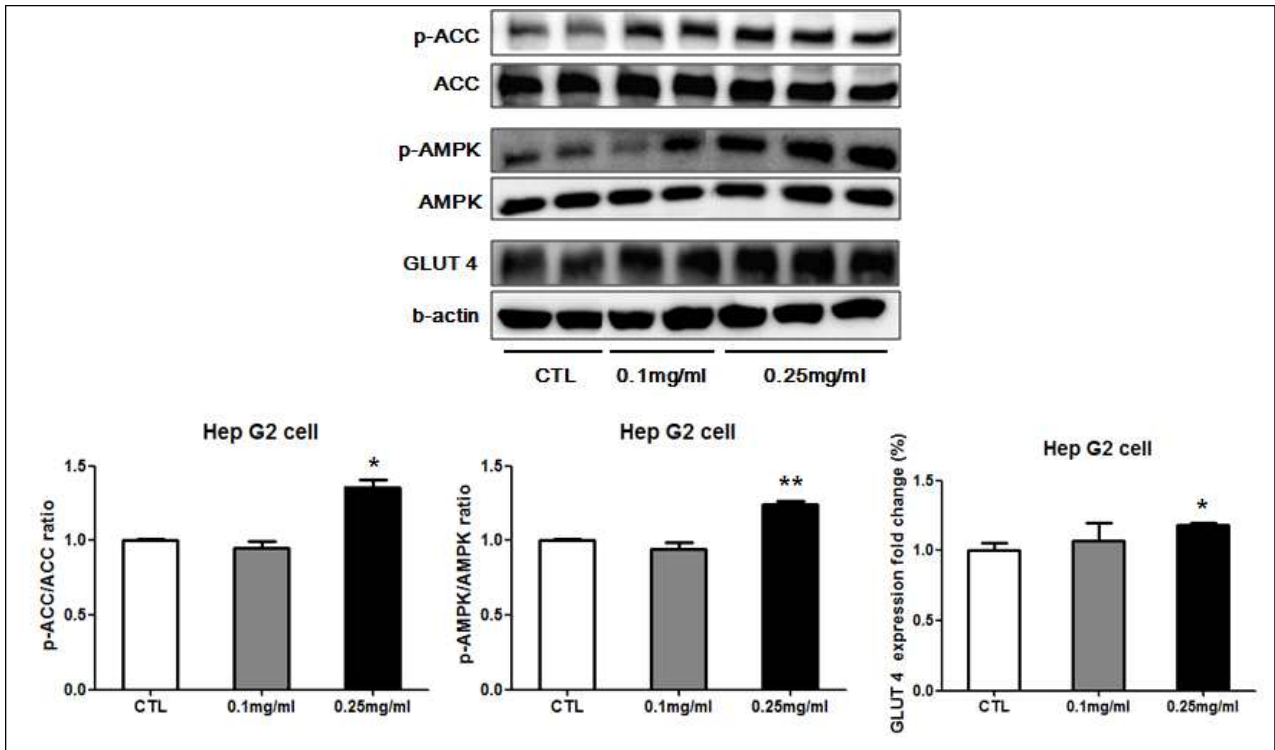 p-ACC
ACC
p-AMPK
AMPK
GLUT 4
b-actin
CTL 0.1mg/ml 0.25mg/ml
Hep G2 cell
p-ACC/ACC ratio
1.5
1.0
0.5
0.0
*
CTL 0.1mg/ml 0.25mg/ml
Hep G2 cell
p-AMPK/AMPK ratio
1.5
1.0
0.5
0.0
**
CTL 0.1mg/ml 0.25mg/ml
Hep G2 cell
GLUT 4 expression fold change (%)
1.5
1.0
0.5
0.0
*
CTL 0.1mg/ml 0.25mg/ml